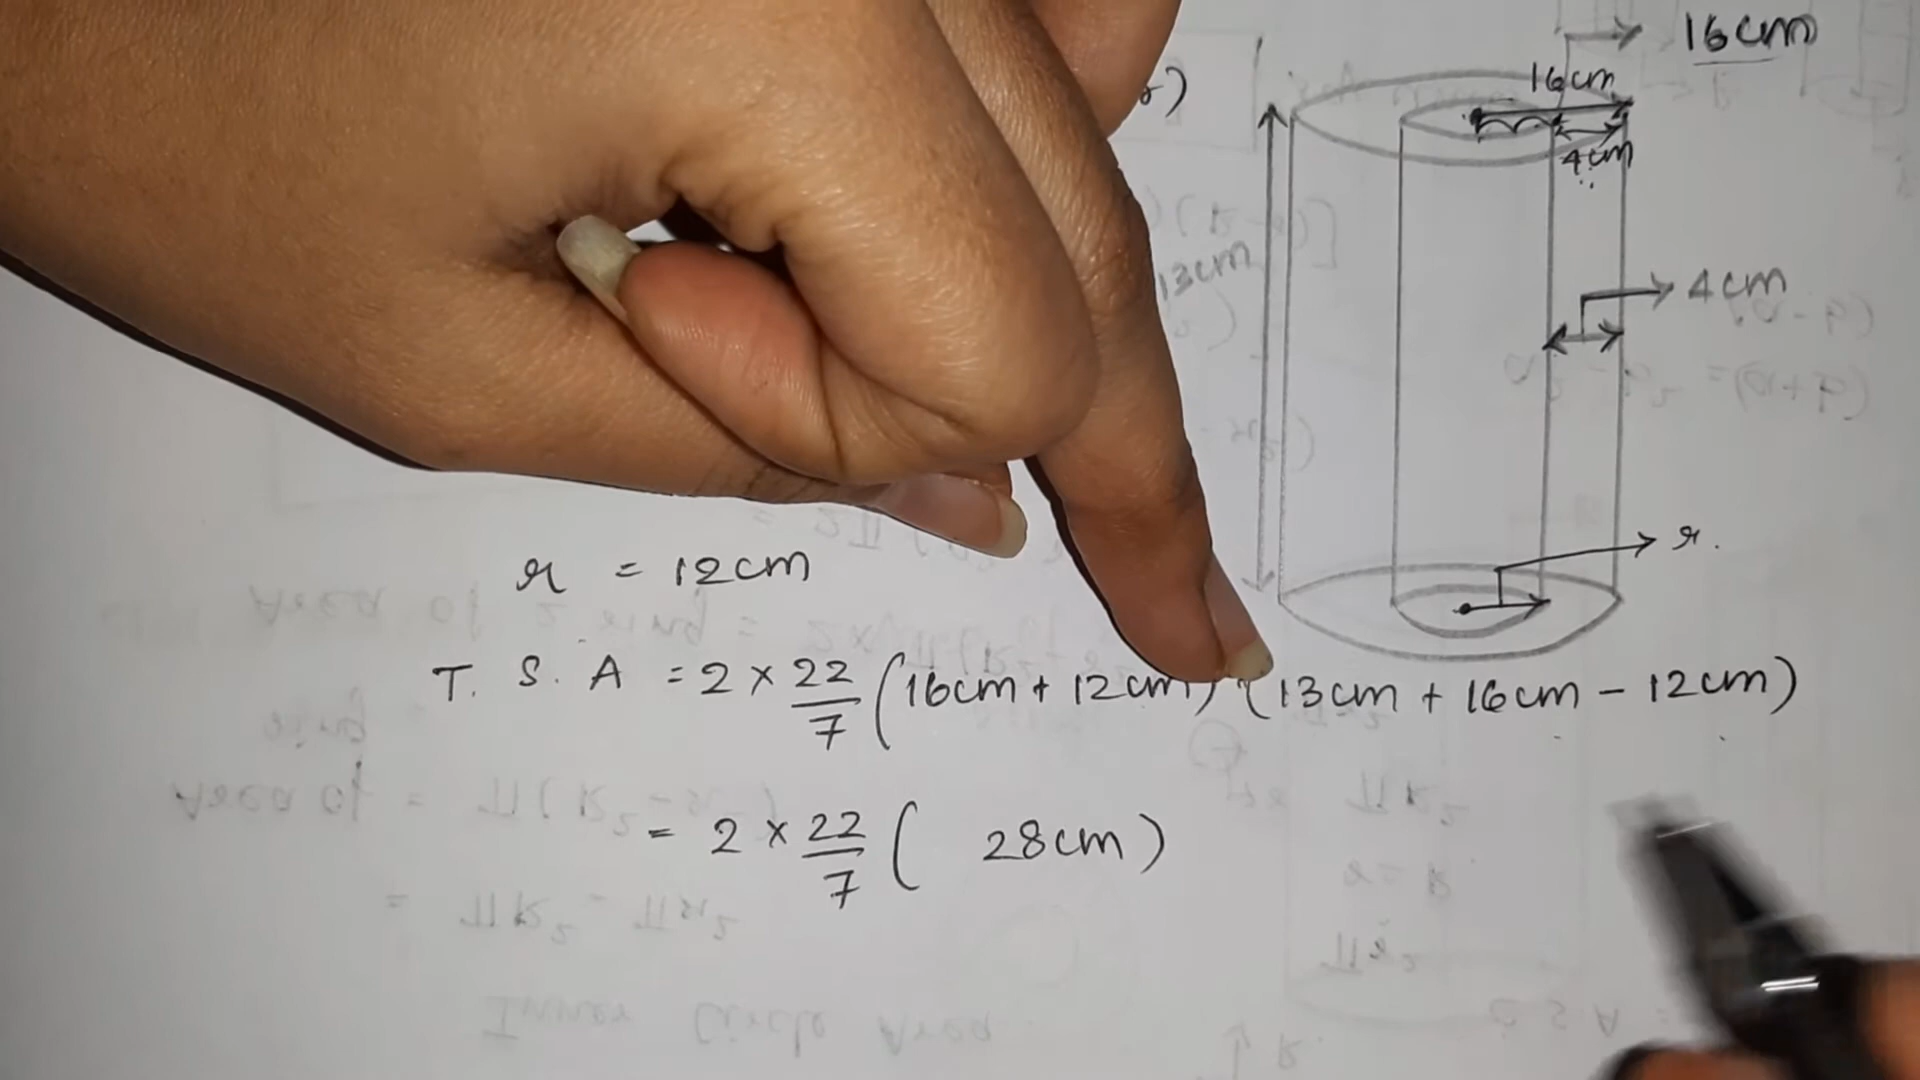 16cm
16cm
4cm
13cm
4cm
r.
r = 12cm
T. S. A = 2 × 22/7 (16cm + 12cm) (13cm + 16cm - 12cm)
= 2 × 22/7 ( 28cm)